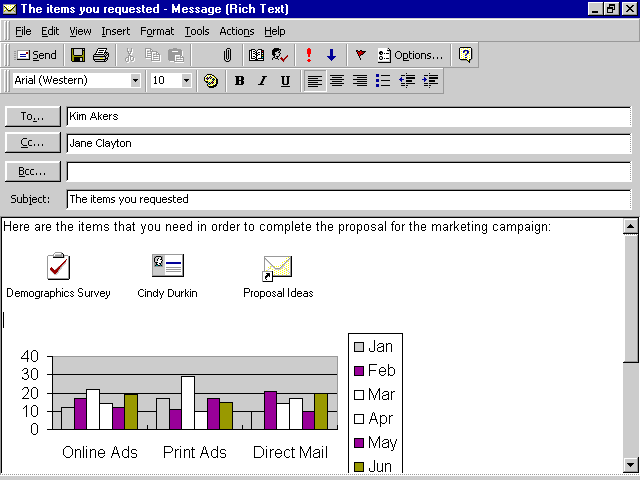 The items you requested - Message (Rich Text)
File Edit View Insert Format Tools Actions Help
Send Options...
Arial (Western) 10 B I U
To... Kim Akers
Cc... Jane Clayton
Bcc...
Subject: The items you requested
Here are the items that you need in order to complete the proposal for the marketing campaign:
Demographics Survey Cindy Durkin Proposal Ideas
40
30
20
10
0
Online Ads Print Ads Direct Mail
Jan
Feb
Mar
Apr
May
Jun